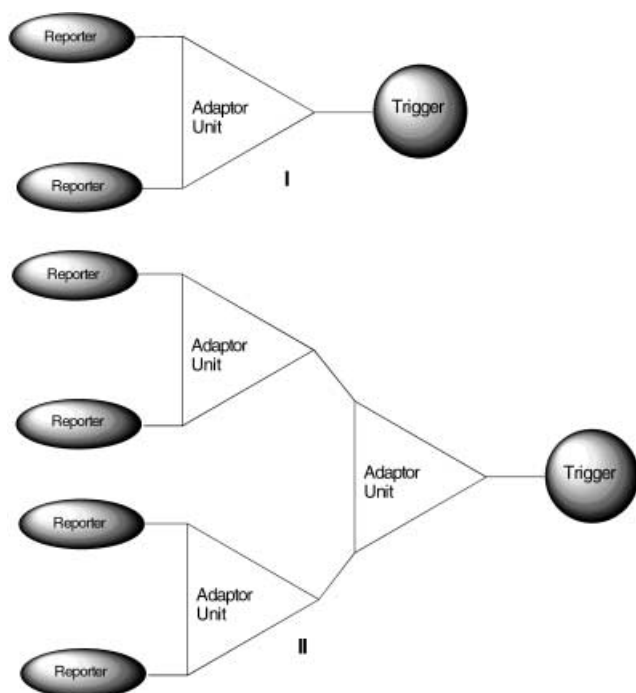 Reporter
Adaptor
Unit
Trigger
Reporter
I
Reporter
Adaptor
Unit
Reporter
Adaptor
Unit
Trigger
Reporter
Adaptor
Unit
II
Reporter